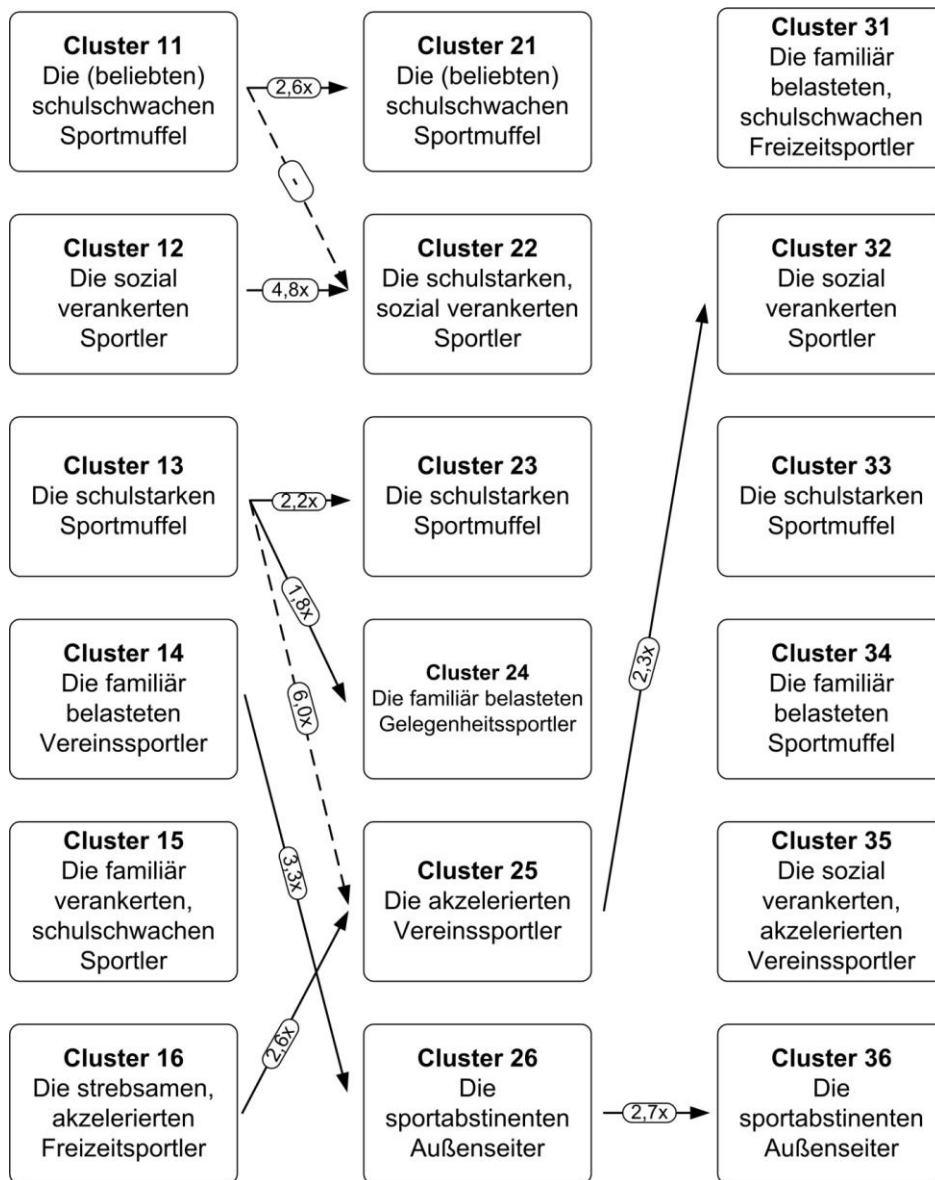 Cluster 11
Die (beliebten)
schulschwachen
Sportmuffel
2,6x
-
Cluster 21
Die (beliebten)
schulschwachen
Sportmuffel
Cluster 31
Die familiär
belasteten,
schulschwachen
Freizeitsportler
Cluster 12
Die sozial
verankerten
Sportler
4,8x
Cluster 22
Die schulstarken,
sozial verankerten
Sportler
Cluster 32
Die sozial
verankerten
Sportler
Cluster 13
Die schulstarken
Sportmuffel
2,2x
1,8x
6,0x
Cluster 23
Die schulstarken
Sportmuffel
Cluster 33
Die schulstarken
Sportmuffel
Cluster 14
Die familiär
belasteten
Vereinssportler
3,3x
Cluster 24
Die familiär belasteten
Gelegenheitssportler
2,3x
Cluster 34
Die familiär
belasteten
Sportmuffel
Cluster 15
Die familiär
verankerten,
schulschwachen
Sportler
Cluster 25
Die akzelerierten
Vereinssportler
Cluster 35
Die sozial
verankerten,
akzelerierten
Vereinssportler
Cluster 16
Die strebsamen,
akzelerierten
Freizeitsportler
2,6x
Cluster 26
Die
sportabstinenten
Außenseiter
2,7x
Cluster 36
Die
sportabstinenten
Außenseiter